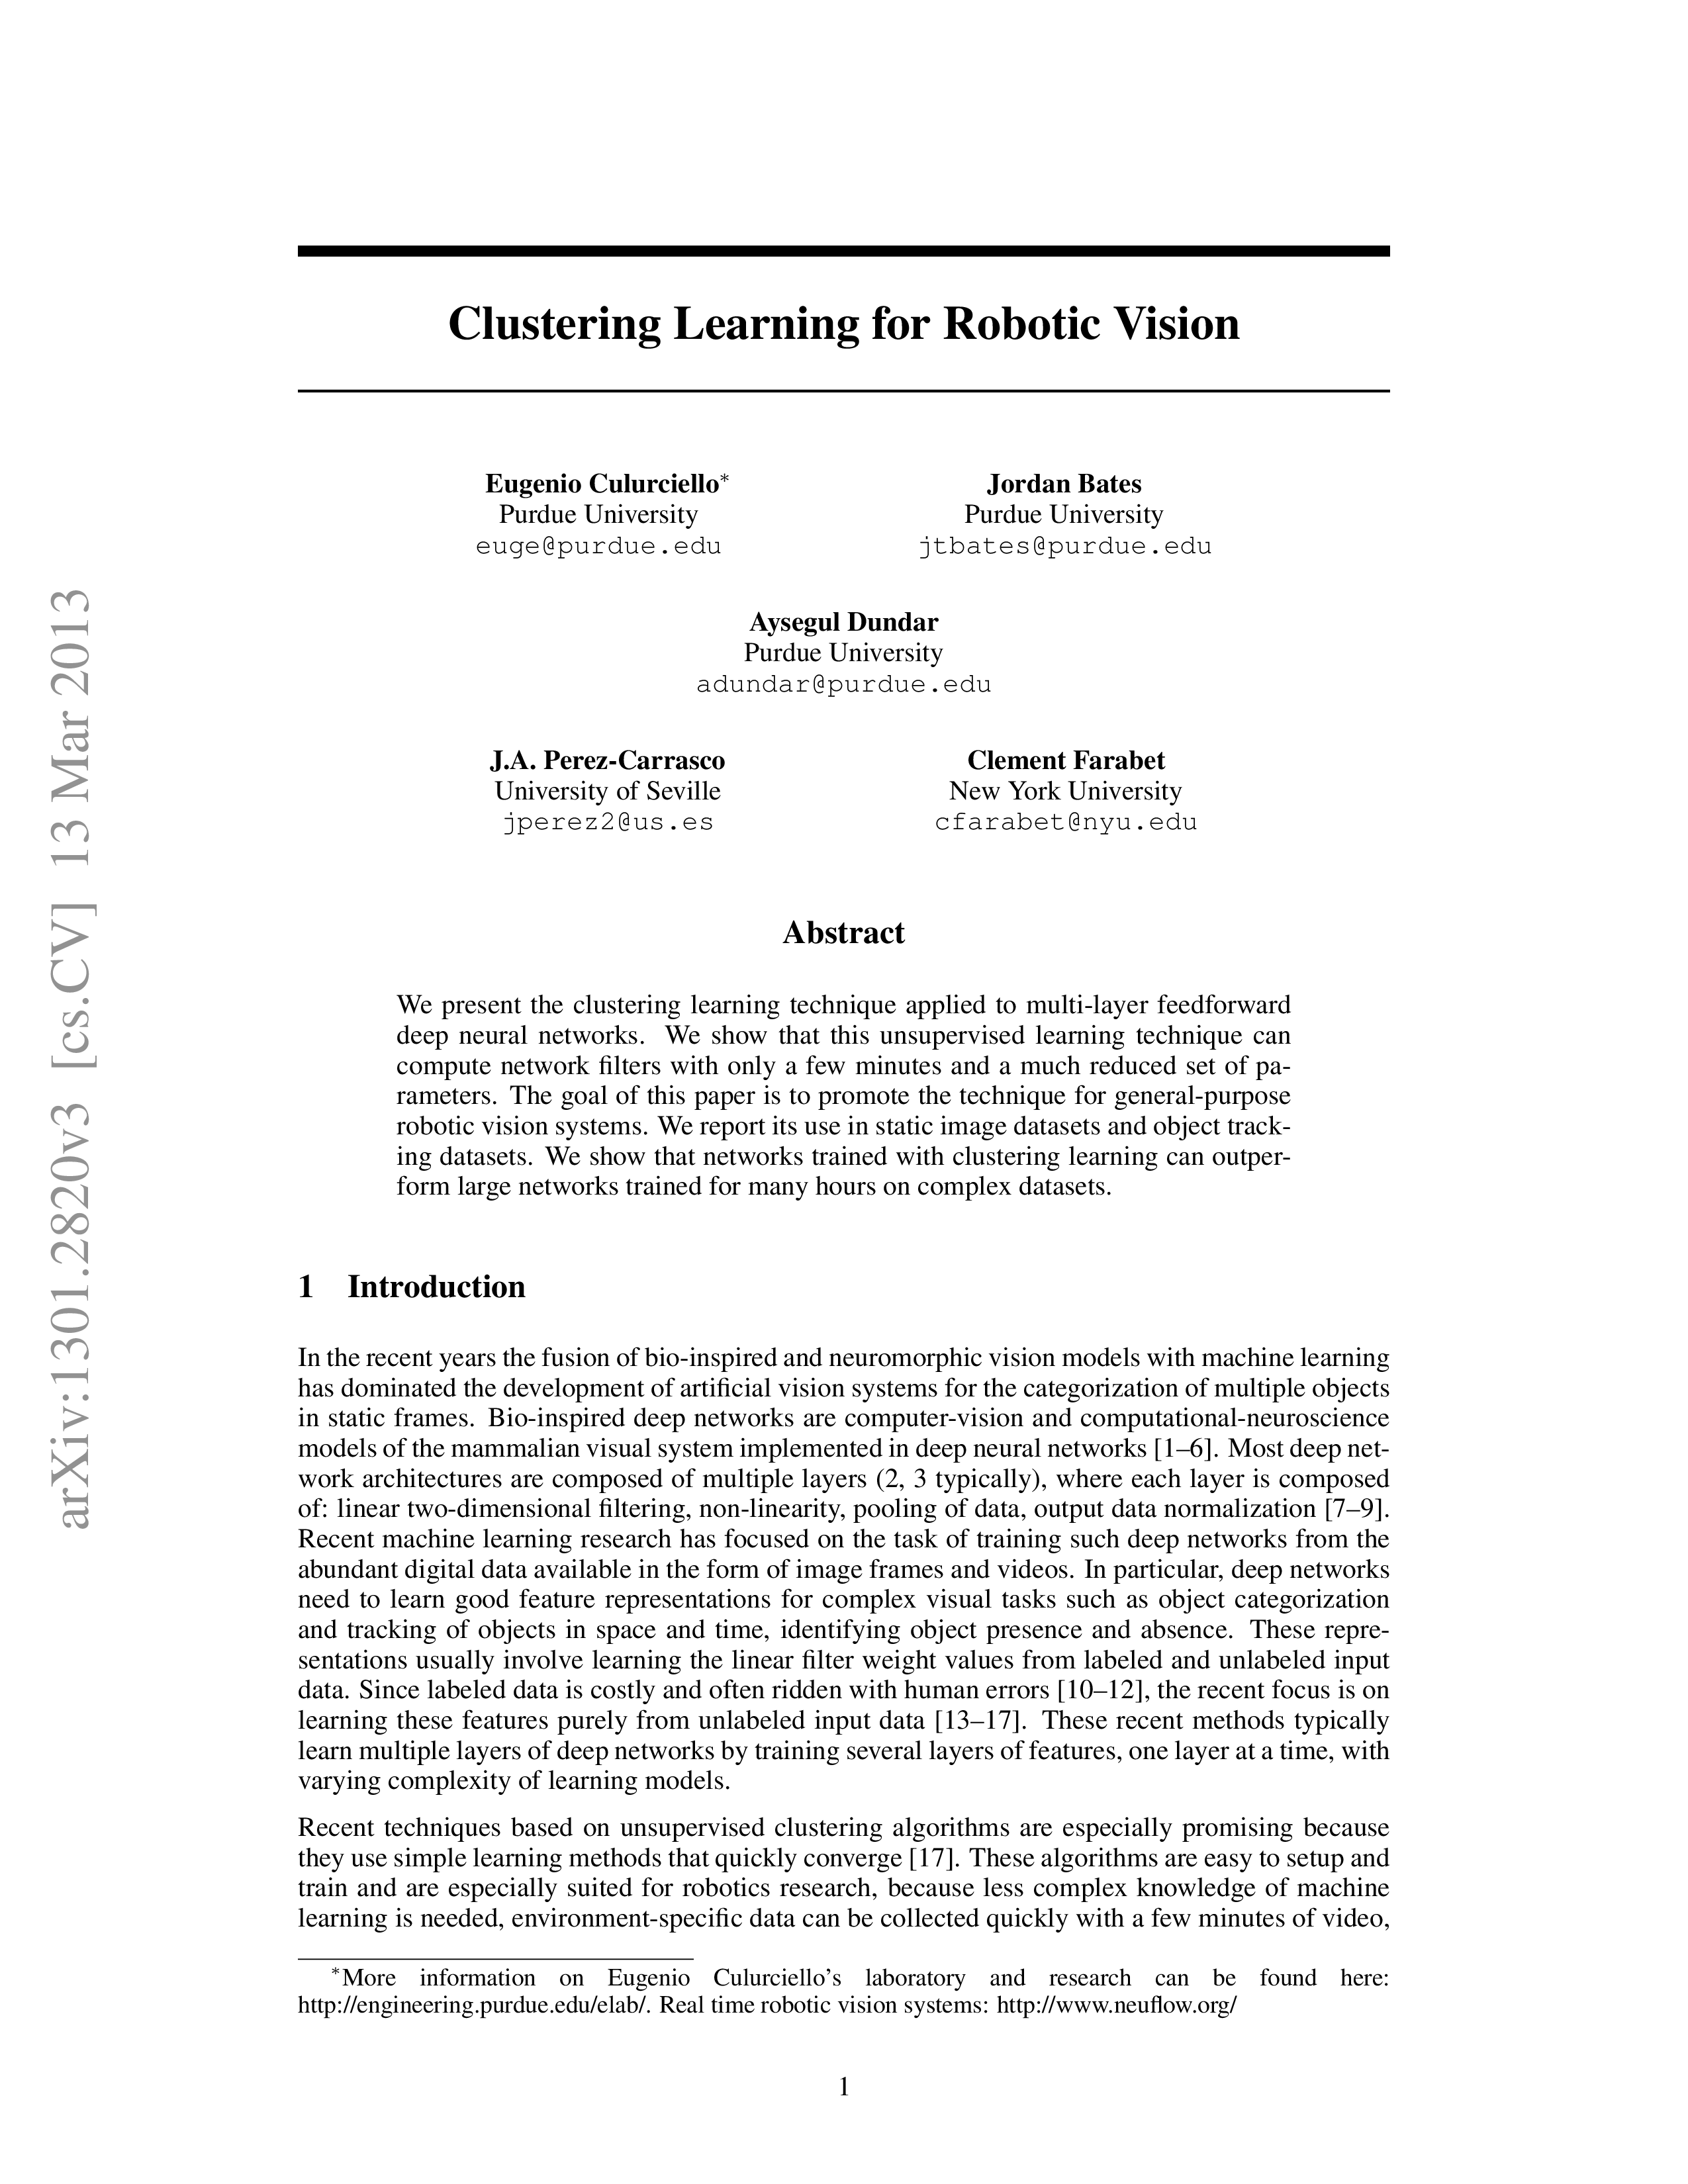 arXiv:1301.2820v3 [cs.CV] 13 Mar 2013
Clustering Learning for Robotic Vision
Eugenio Culurciello*
Purdue University
euge@purdue.edu
Jordan Bates
Purdue University
jtbates@purdue.edu
Aysegul Dundar
Purdue University
adundar@purdue.edu
J.A. Perez-Carrasco
University of Seville
jperez2@us.es
Clement Farabet
New York University
cfarabet@nyu.edu
Abstract
We present the clustering learning technique applied to multi-layer feedforward
deep neural networks. We show that this unsupervised learning technique can
compute network filters with only a few minutes and a much reduced set of pa-
rameters. The goal of this paper is to promote the technique for general-purpose
robotic vision systems. We report its use in static image datasets and object track-
ing datasets. We show that networks trained with clustering learning can outper-
form large networks trained for many hours on complex datasets.
1 Introduction
In the recent years the fusion of bio-inspired and neuromorphic vision models with machine learning
has dominated the development of artificial vision systems for the categorization of multiple objects
in static frames. Bio-inspired deep networks are computer-vision and computational-neuroscience
models of the mammalian visual system implemented in deep neural networks [1–6]. Most deep net-
work architectures are composed of multiple layers (2, 3 typically), where each layer is composed
of: linear two-dimensional filtering, non-linearity, pooling of data, output data normalization [7–9].
Recent machine learning research has focused on the task of training such deep networks from the
abundant digital data available in the form of image frames and videos. In particular, deep networks
need to learn good feature representations for complex visual tasks such as object categorization
and tracking of objects in space and time, identifying object presence and absence. These repre-
sentations usually involve learning the linear filter weight values from labeled and unlabeled input
data. Since labeled data is costly and often ridden with human errors [10–12], the recent focus is on
learning these features purely from unlabeled input data [13–17]. These recent methods typically
learn multiple layers of deep networks by training several layers of features, one layer at a time, with
varying complexity of learning models.
Recent techniques based on unsupervised clustering algorithms are especially promising because
they use simple learning methods that quickly converge [17]. These algorithms are easy to setup and
train and are especially suited for robotics research, because less complex knowledge of machine
learning is needed, environment-specific data can be collected quickly with a few minutes of video,
*More information on Eugenio Culurciello's laboratory and research can be found here:
http://engineering.purdue.edu/elab/. Real time robotic vision systems: http://www.neuflow.org/
1